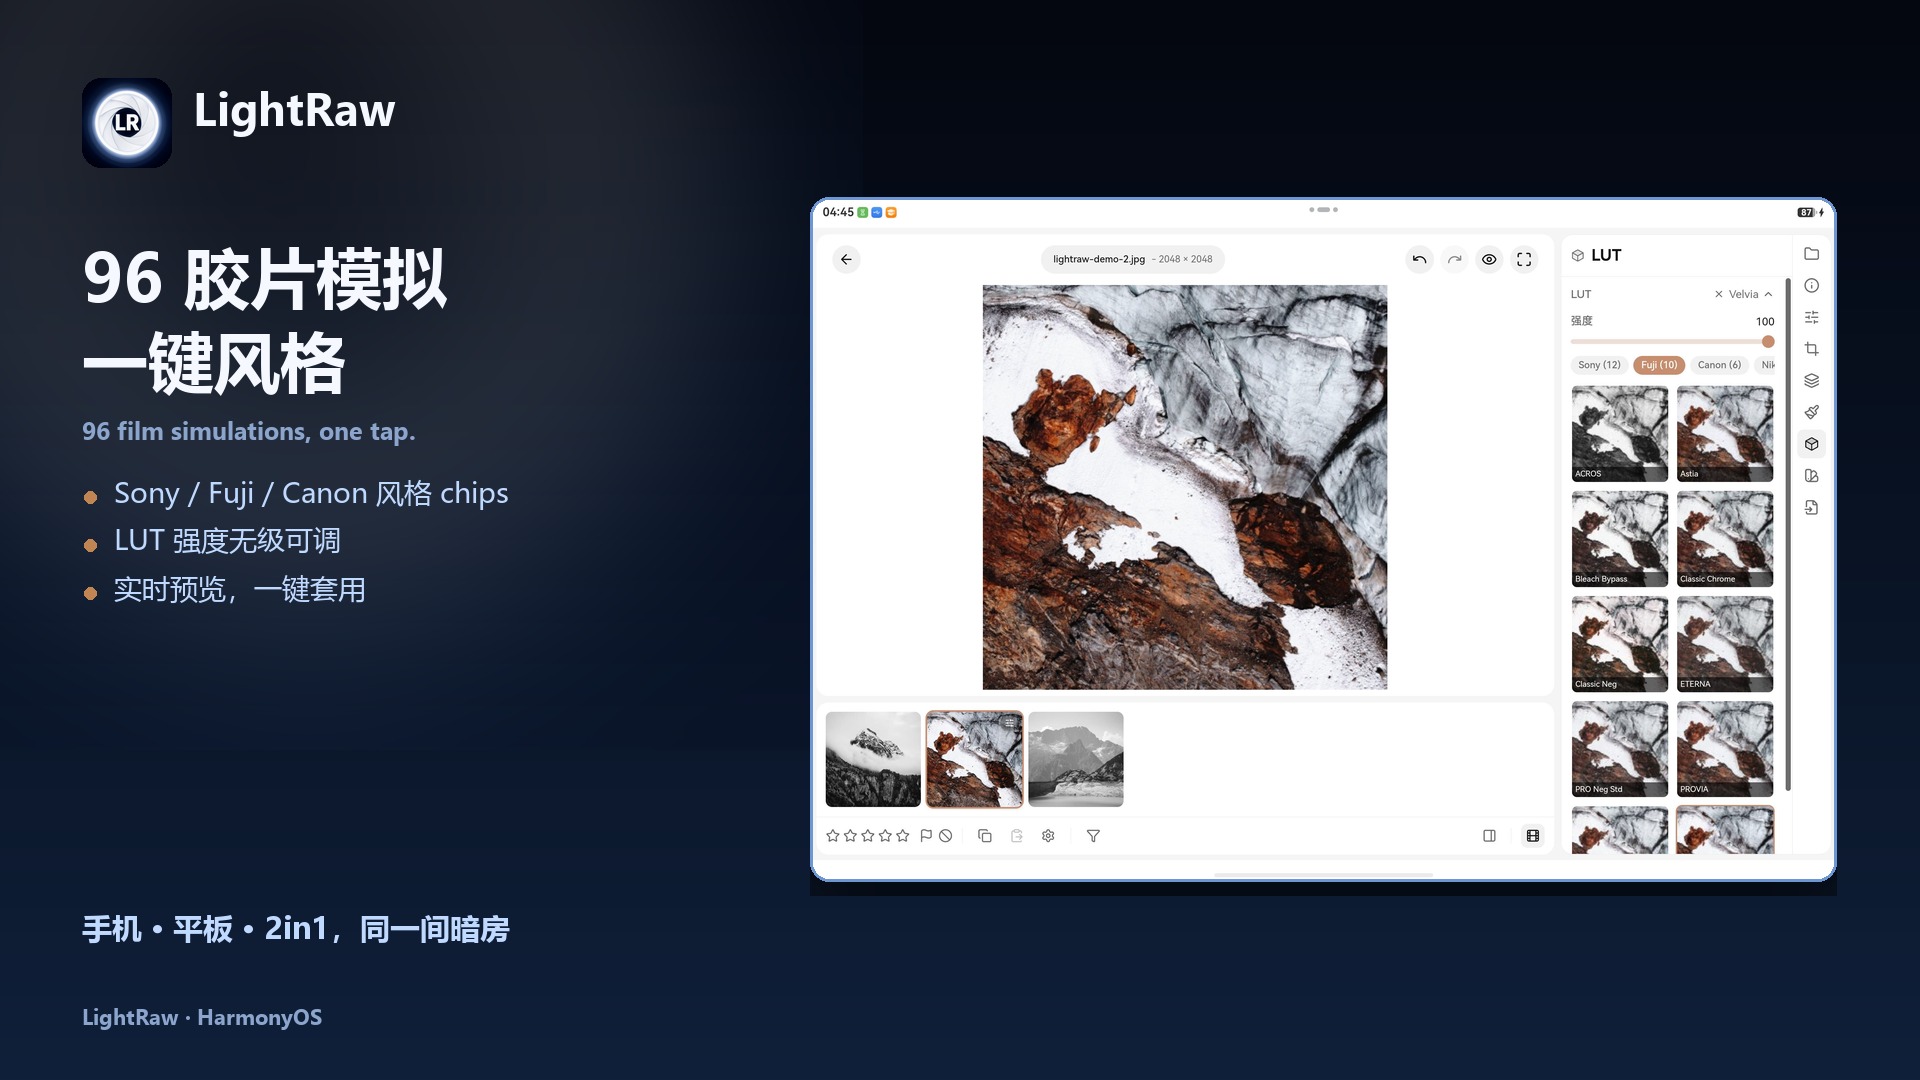 LR
LightRaw
96 胶片模拟
一键风格
96 film simulations, one tap.
Sony / Fuji / Canon 风格 chips
LUT 强度无级可调
实时预览，一键套用
手机 • 平板 • 2in1，同一间暗房
LightRaw · HarmonyOS
04:45
87
lightraw-demo-2.jpg - 2048 × 2048
LUT
LUT × Velvia
强度 100
Sony (12) Fuji (10) Canon (6) Nik
ACROS Astia
Bleach Bypass Classic Chrome
Classic Neg ETERNA
PRO Neg Std PROVIA